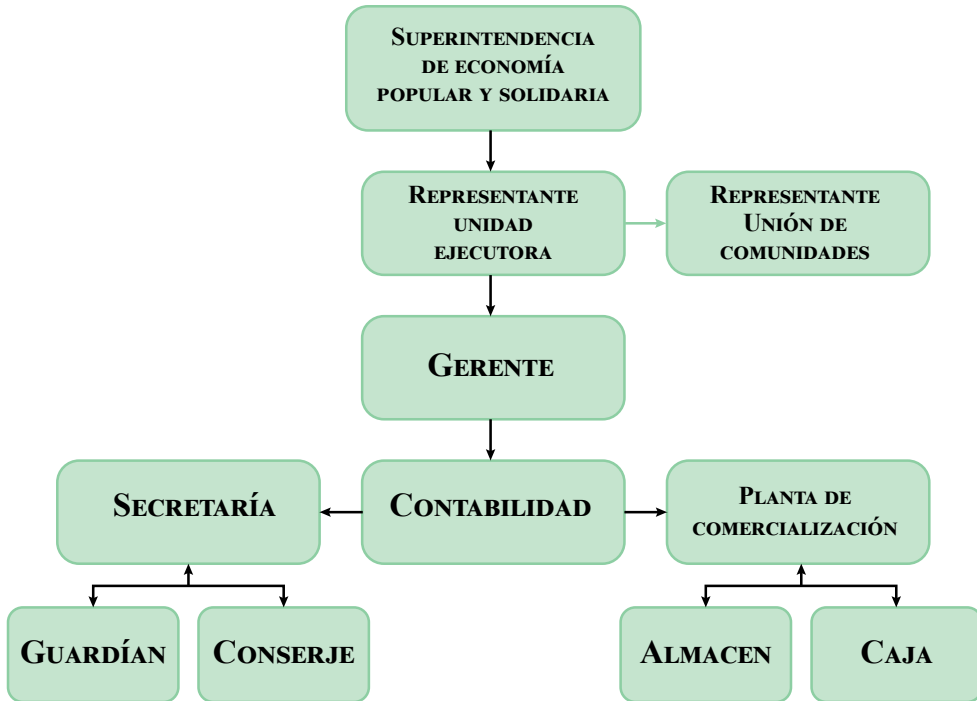 Superintendencia
de economía
popular y solidaria
Representante
unidad
ejecutora
Representante
Unión de
comunidades
Gerente
Secretaría
Contabilidad
Planta de
comercialización
Guardían
Conserje
Almacen
Caja